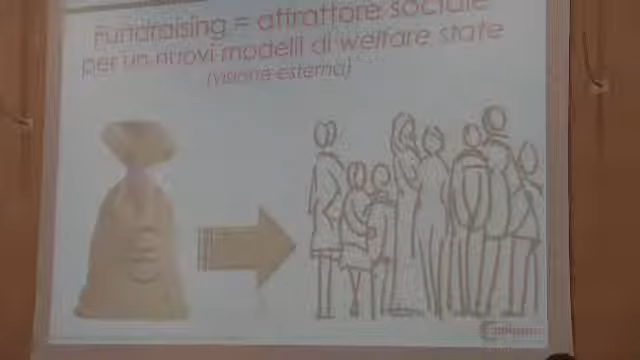 Fundraising = attrattore sociale
per un nuovi modelli di welfare state
(visione esterna)